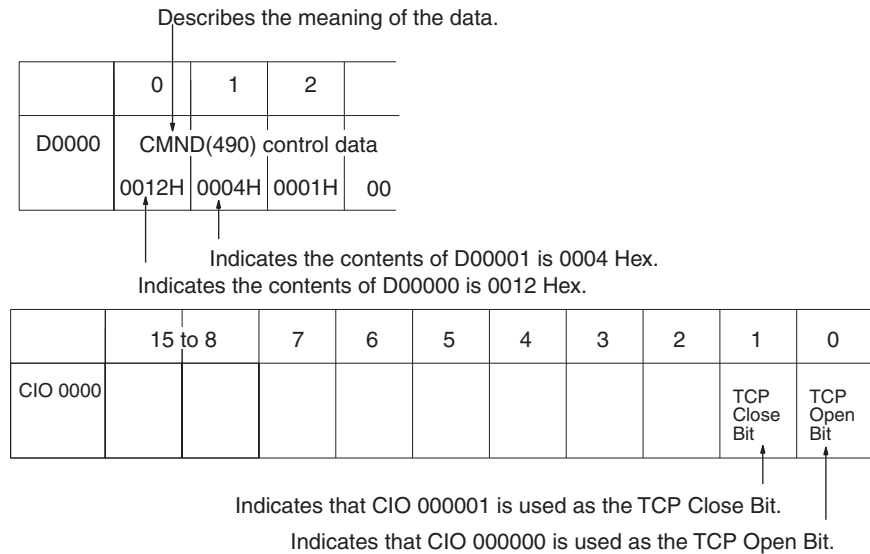 Describes the meaning of the data.
0 1 2
D0000 CMND(490) control data
0012H 0004H 0001H 00
Indicates the contents of D00001 is 0004 Hex.
Indicates the contents of D00000 is 0012 Hex.
15 to 8 7 6 5 4 3 2 1 0
CIO 0000
TCP Close Bit
TCP Open Bit
Indicates that CIO 000001 is used as the TCP Close Bit.
Indicates that CIO 000000 is used as the TCP Open Bit.